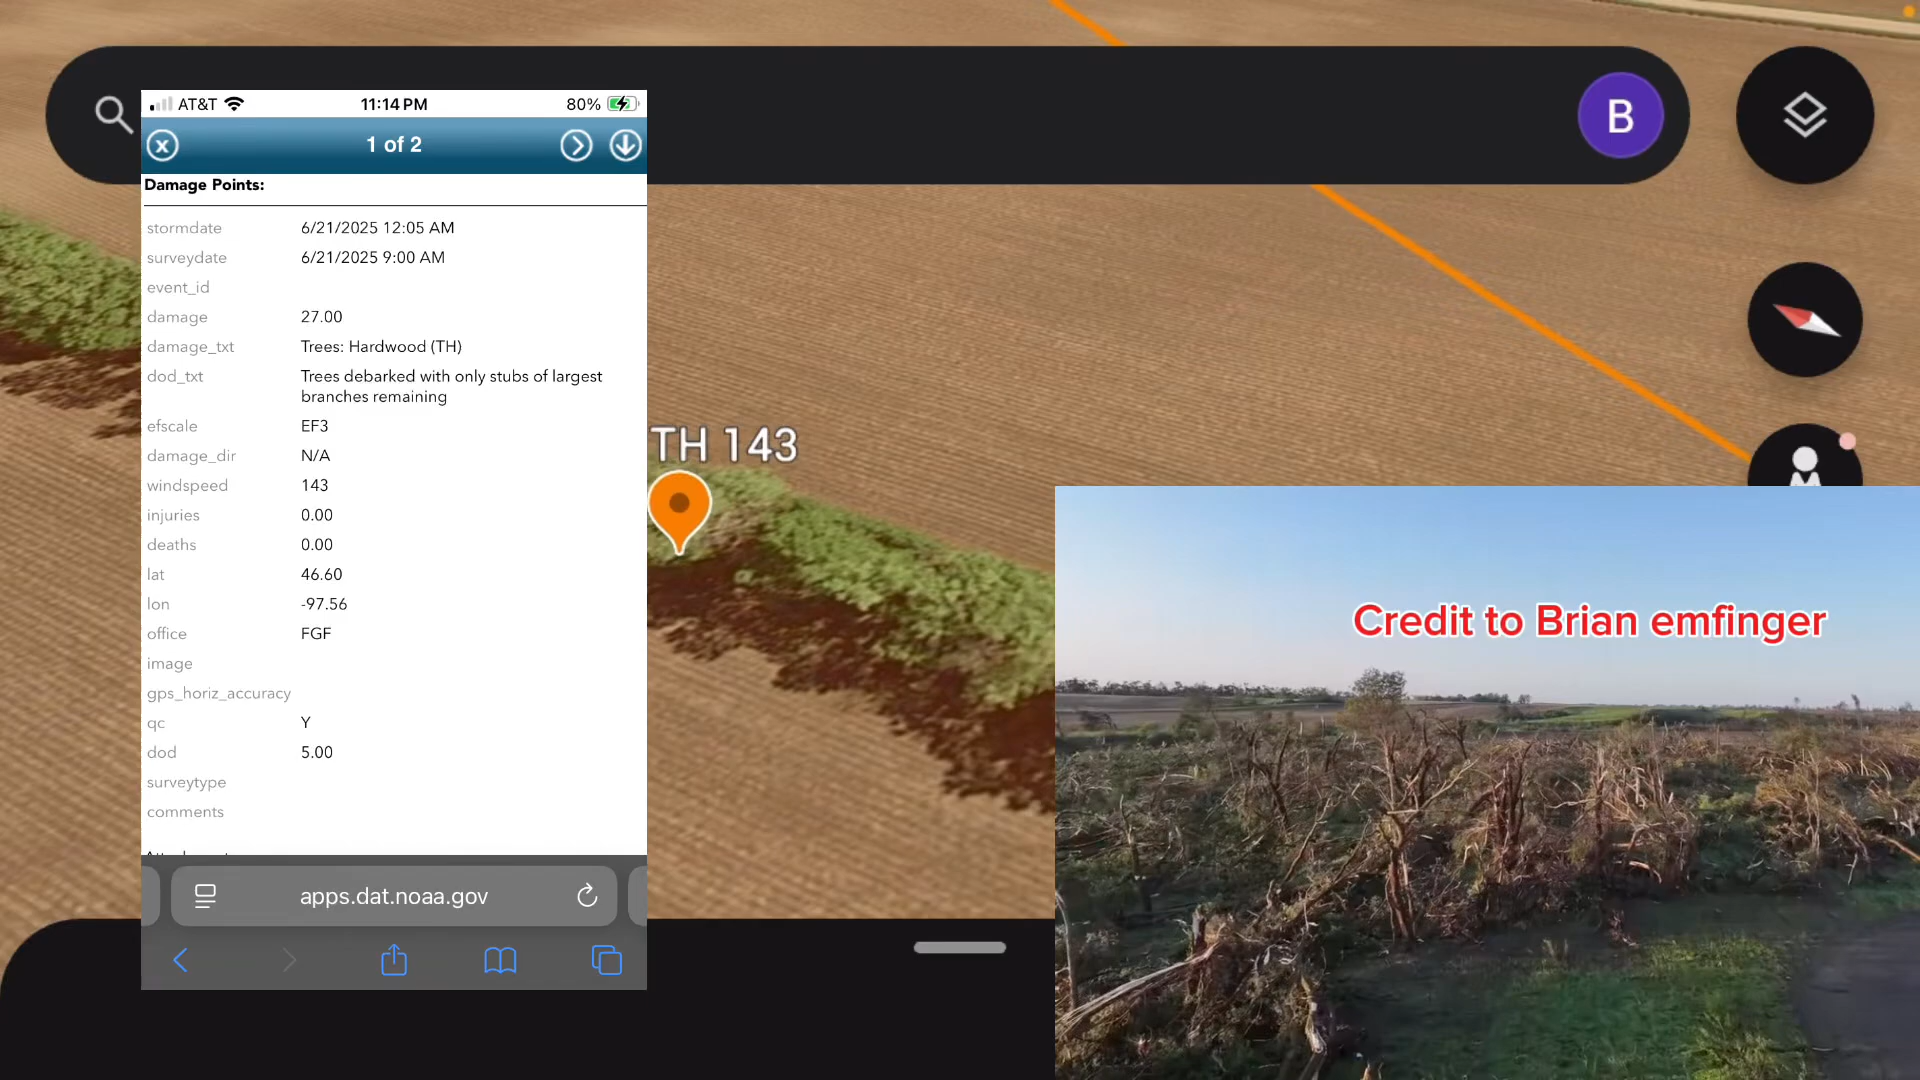 AT&T 11:14 PM 80%
1 of 2
Damage Points:
stormdate 6/21/2025 12:05 AM
surveydate 6/21/2025 9:00 AM
event_id
damage 27.00
damage_txt Trees: Hardwood (TH)
dod_txt Trees debarked with only stubs of largest
branches remaining
efscale EF3
damage_dir N/A
windspeed 143
injuries 0.00
deaths 0.00
lat 46.60
lon -97.56
office FGF
image
gps_horiz_accuracy
qc Y
dod 5.00
surveytype
comments
apps.dat.noaa.gov
TH 143
B
Credit to Brian emfinger